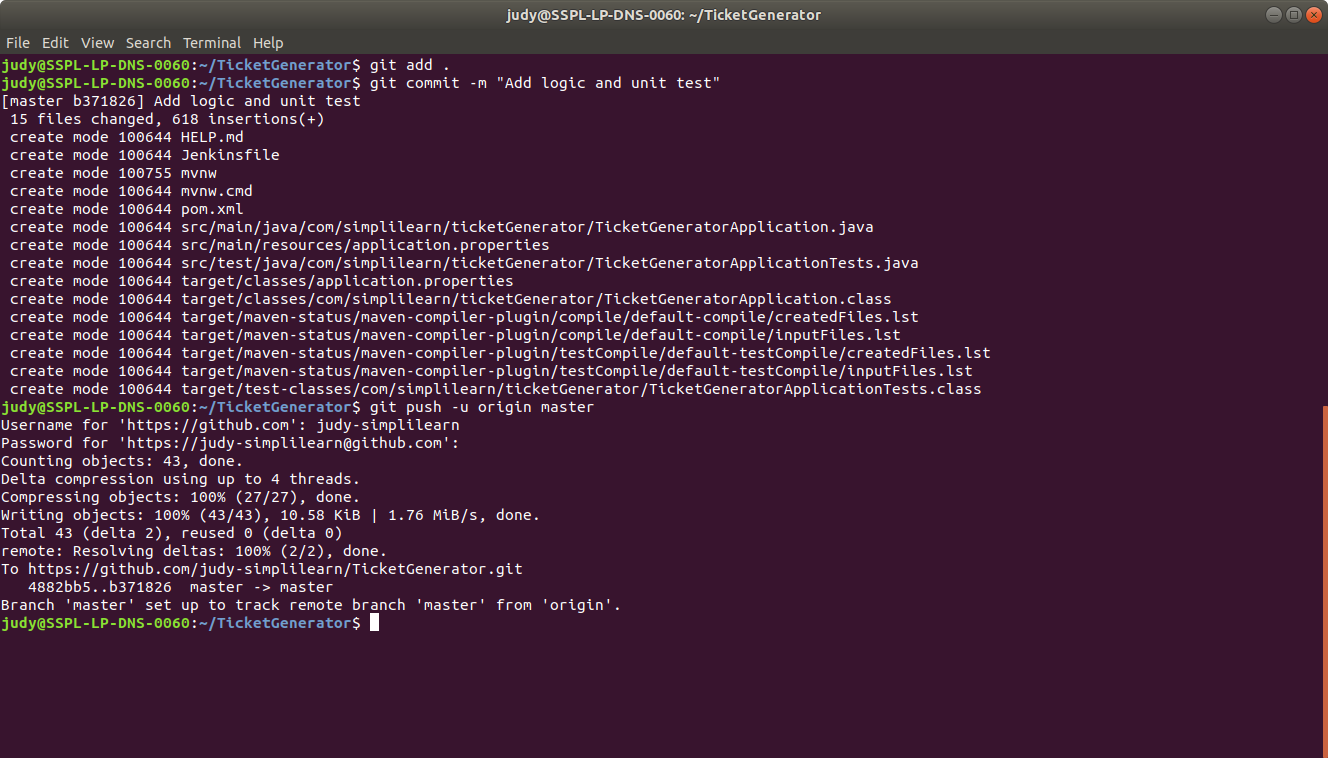 judy@SSPL-LP-DNS-0060: ~/TicketGenerator
File Edit View Search Terminal Help
judy@SSPL-LP-DNS-0060:~/TicketGenerator$ git add .
judy@SSPL-LP-DNS-0060:~/TicketGenerator$ git commit -m "Add logic and unit test"
[master b371826] Add logic and unit test
 15 files changed, 618 insertions(+)
 create mode 100644 HELP.md
 create mode 100644 Jenkinsfile
 create mode 100755 mvnw
 create mode 100644 mvnw.cmd
 create mode 100644 pom.xml
 create mode 100644 src/main/java/com/simplilearn/ticketGenerator/TicketGeneratorApplication.java
 create mode 100644 src/main/resources/application.properties
 create mode 100644 src/test/java/com/simplilearn/ticketGenerator/TicketGeneratorApplicationTests.java
 create mode 100644 target/classes/application.properties
 create mode 100644 target/classes/com/simplilearn/ticketGenerator/TicketGeneratorApplication.class
 create mode 100644 target/maven-status/maven-compiler-plugin/compile/default-compile/createdFiles.lst
 create mode 100644 target/maven-status/maven-compiler-plugin/compile/default-compile/inputFiles.lst
 create mode 100644 target/maven-status/maven-compiler-plugin/testCompile/default-testCompile/createdFiles.lst
 create mode 100644 target/maven-status/maven-compiler-plugin/testCompile/default-testCompile/inputFiles.lst
 create mode 100644 target/test-classes/com/simplilearn/ticketGenerator/TicketGeneratorApplicationTests.class
judy@SSPL-LP-DNS-0060:~/TicketGenerator$ git push -u origin master
Username for 'https://github.com': judy-simplilearn
Password for 'https://judy-simplilearn@github.com':
Counting objects: 43, done.
Delta compression using up to 4 threads.
Compressing objects: 100% (27/27), done.
Writing objects: 100% (43/43), 10.58 KiB | 1.76 MiB/s, done.
Total 43 (delta 2), reused 0 (delta 0)
remote: Resolving deltas: 100% (2/2), done.
To https://github.com/judy-simplilearn/TicketGenerator.git
   4882bb5..b371826  master -> master
Branch 'master' set up to track remote branch 'master' from 'origin'.
judy@SSPL-LP-DNS-0060:~/TicketGenerator$